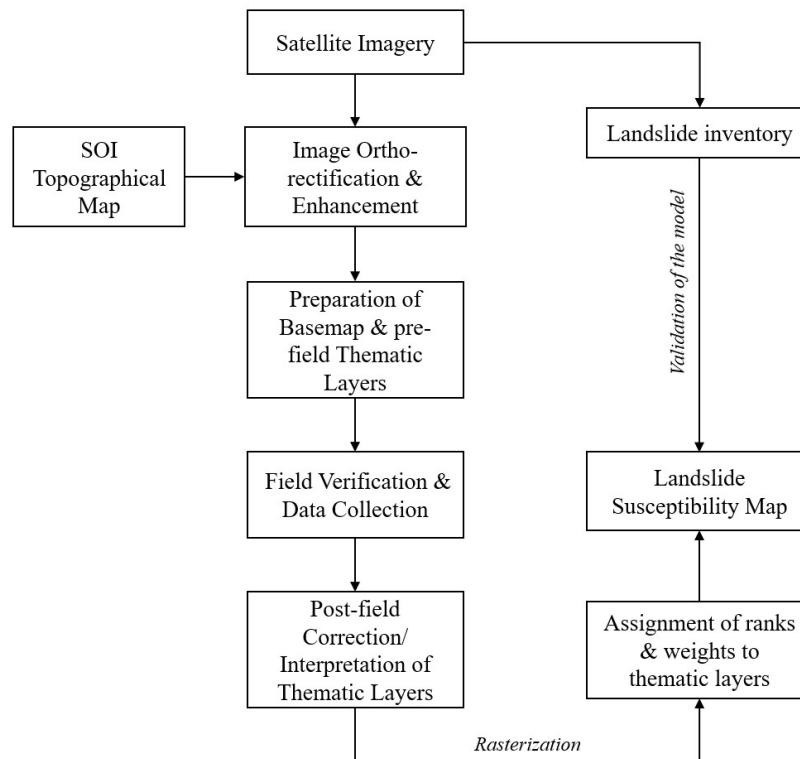 Satellite Imagery
Landslide inventory
SOI
Topographical
Map
Image Ortho-
rectification &
Enhancement
Validation of the model
Preparation of
Basemap & pre-
field Thematic
Layers
Field Verification &
Data Collection
Landslide
Susceptibility Map
Post-field
Correction/
Interpretation of
Thematic Layers
Assignment of ranks
& weights to
thematic layers
Rasterization